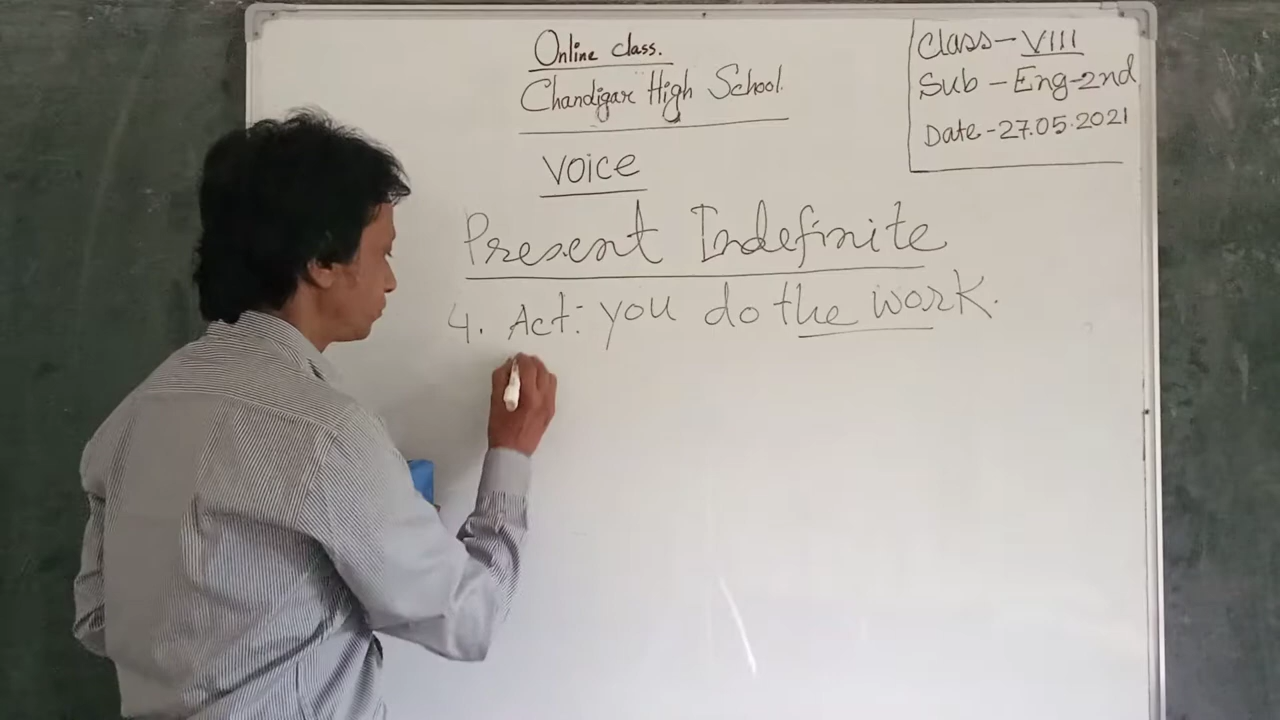 Online class.
Chandigar High School.
Class-VIII
Sub-Eng-2nd
Date-27.05.2021
VOICE
Present Indefinite
4. Act: you do the work.